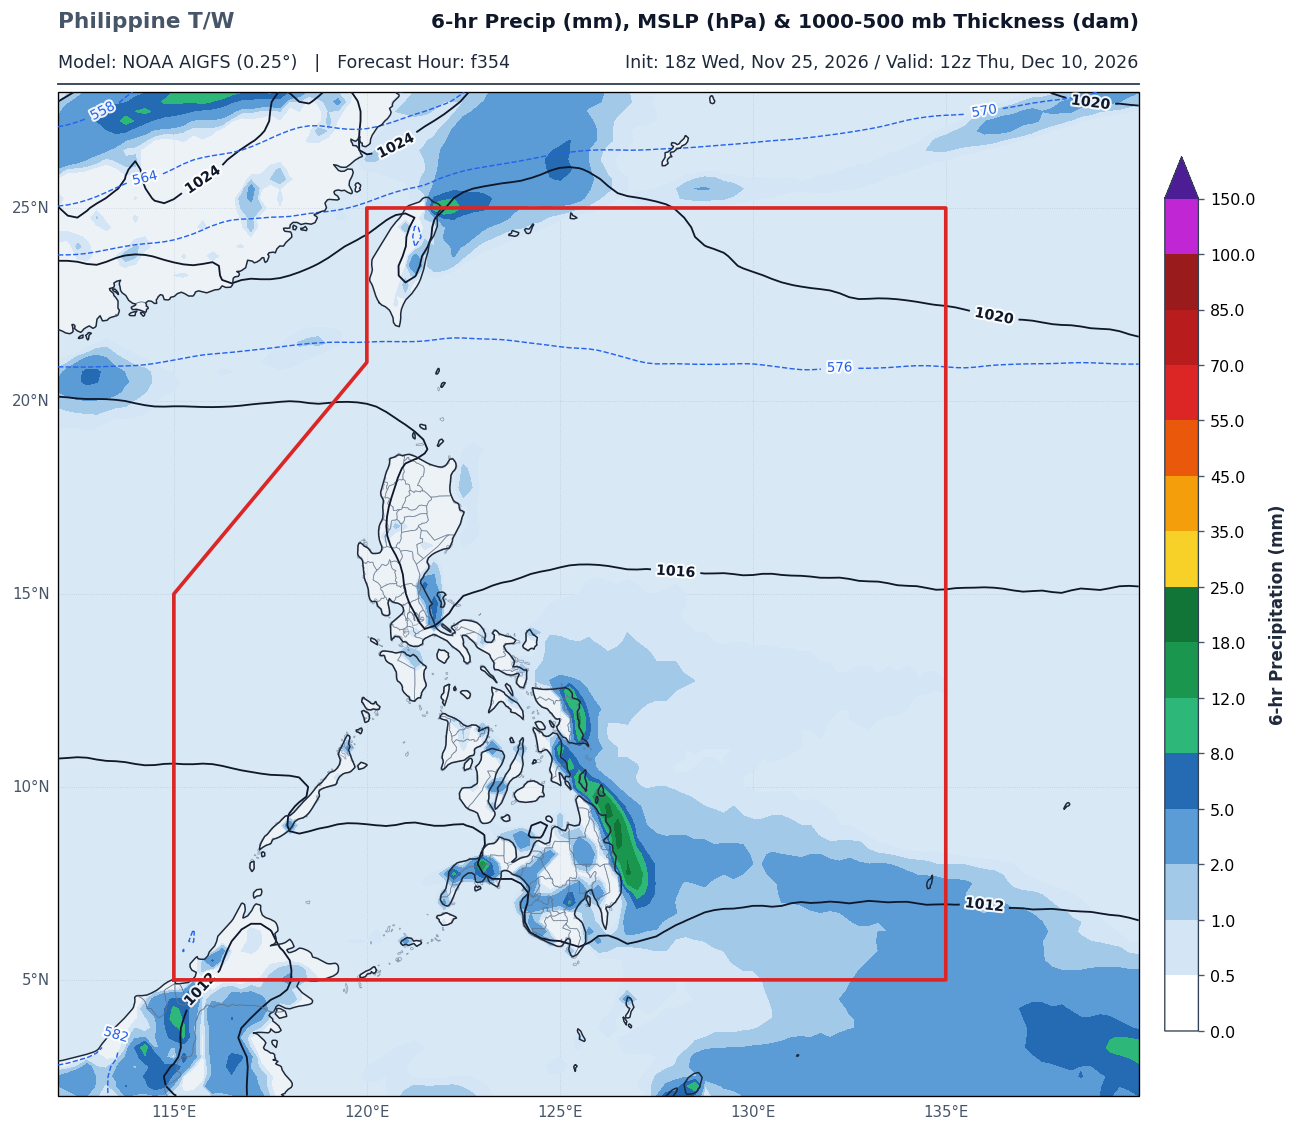 Philippine T/W
6-hr Precip (mm), MSLP (hPa) & 1000-500 mb Thickness (dam)
Model: NOAA AIGFS (0.25°) | Forecast Hour: f354
Init: 18z Wed, Nov 25, 2026 / Valid: 12z Thu, Dec 10, 2026
558
570
1020
1024
564
1024
25°N
1020
576
20°N
1016
15°N
10°N
1012
5°N
1012
582
115°E
120°E
125°E
130°E
135°E
150.0
100.0
85.0
70.0
55.0
45.0
35.0
25.0
18.0
12.0
8.0
5.0
2.0
1.0
0.5
0.0
6-hr Precipitation (mm)